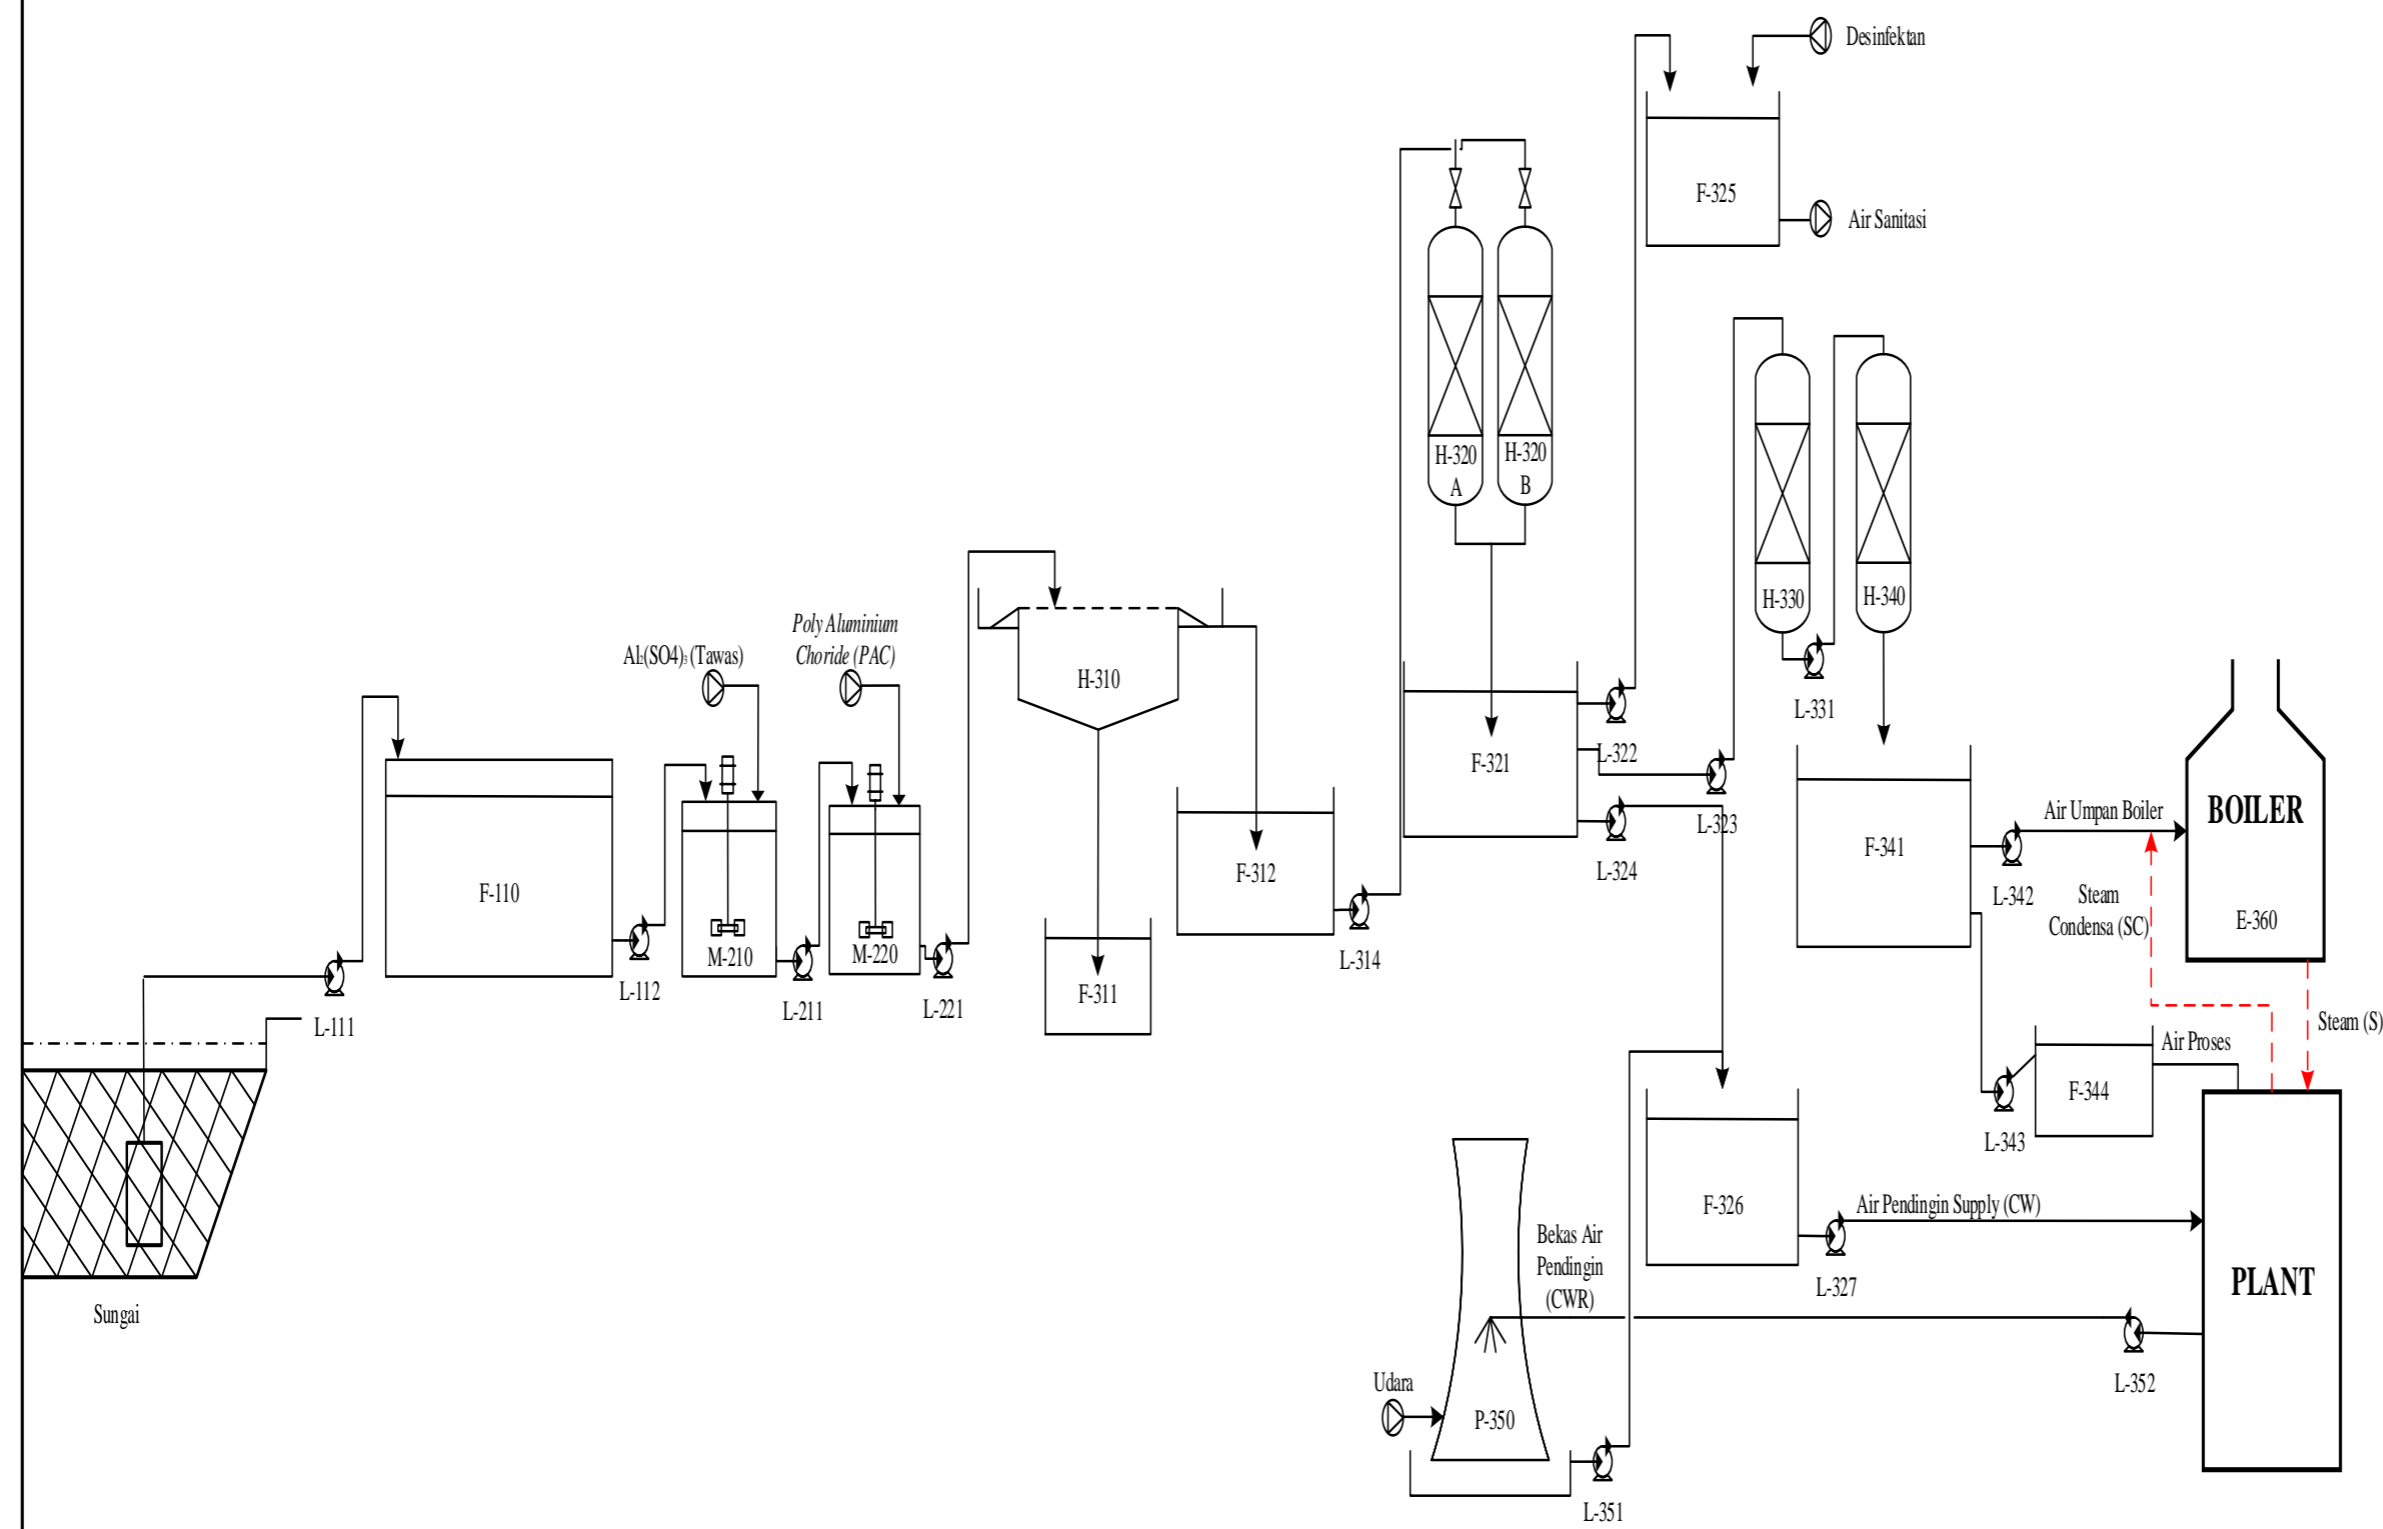 Desinfektan
F-325
Air Sanitasi
H-320
A
H-320
B
H-330
H-340
Poly Aluminium
Choride (PAC)
Al₂(SO4)₃ (Tawas)
H-310
L-331
L-322
F-321
L-323
L-324
F-312
L-314
F-110
M-210
M-220
L-112
L-211
L-221
F-311
L-111
F-341
Air Umpan Boiler
BOILER
E-360
L-342
Steam
Condensa (SC)
Steam (S)
Air Proses
F-344
L-343
F-326
Air Pendingin Supply (CW)
L-327
Bekas Air
Pendingin
(CWR)
PLANT
Sungai
Udara
P-350
L-352
L-351